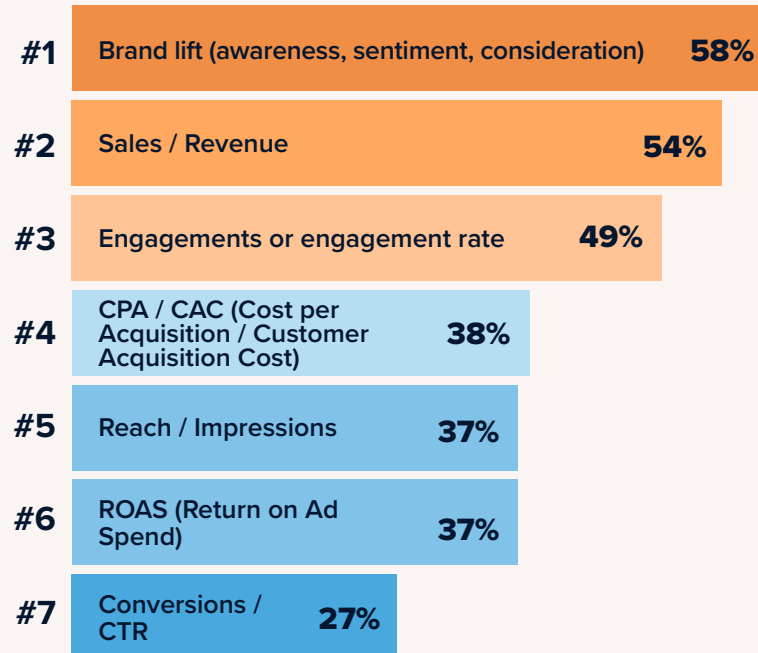 #1 Brand lift (awareness, sentiment, consideration) 58%
#2 Sales / Revenue 54%
#3 Engagements or engagement rate 49%
#4 CPA / CAC (Cost per
Acquisition / Customer
Acquisition Cost) 38%
#5 Reach / Impressions 37%
#6 ROAS (Return on Ad
Spend) 37%
#7 Conversions /
CTR 27%